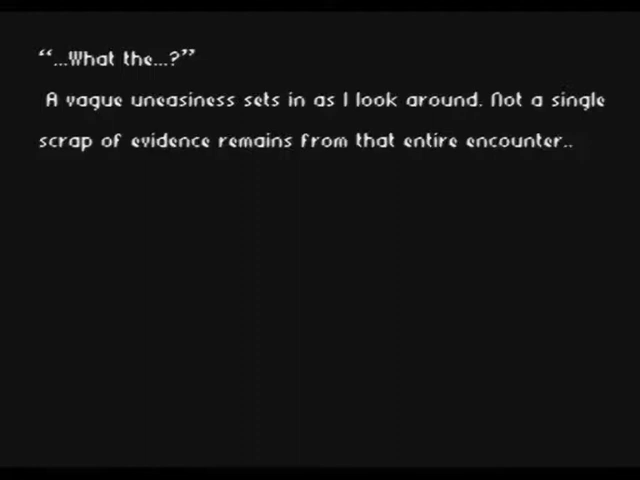 “...What the...?”
A vague uneasiness sets in as I look around. Not a single
scrap of evidence remains from that entire encounter..